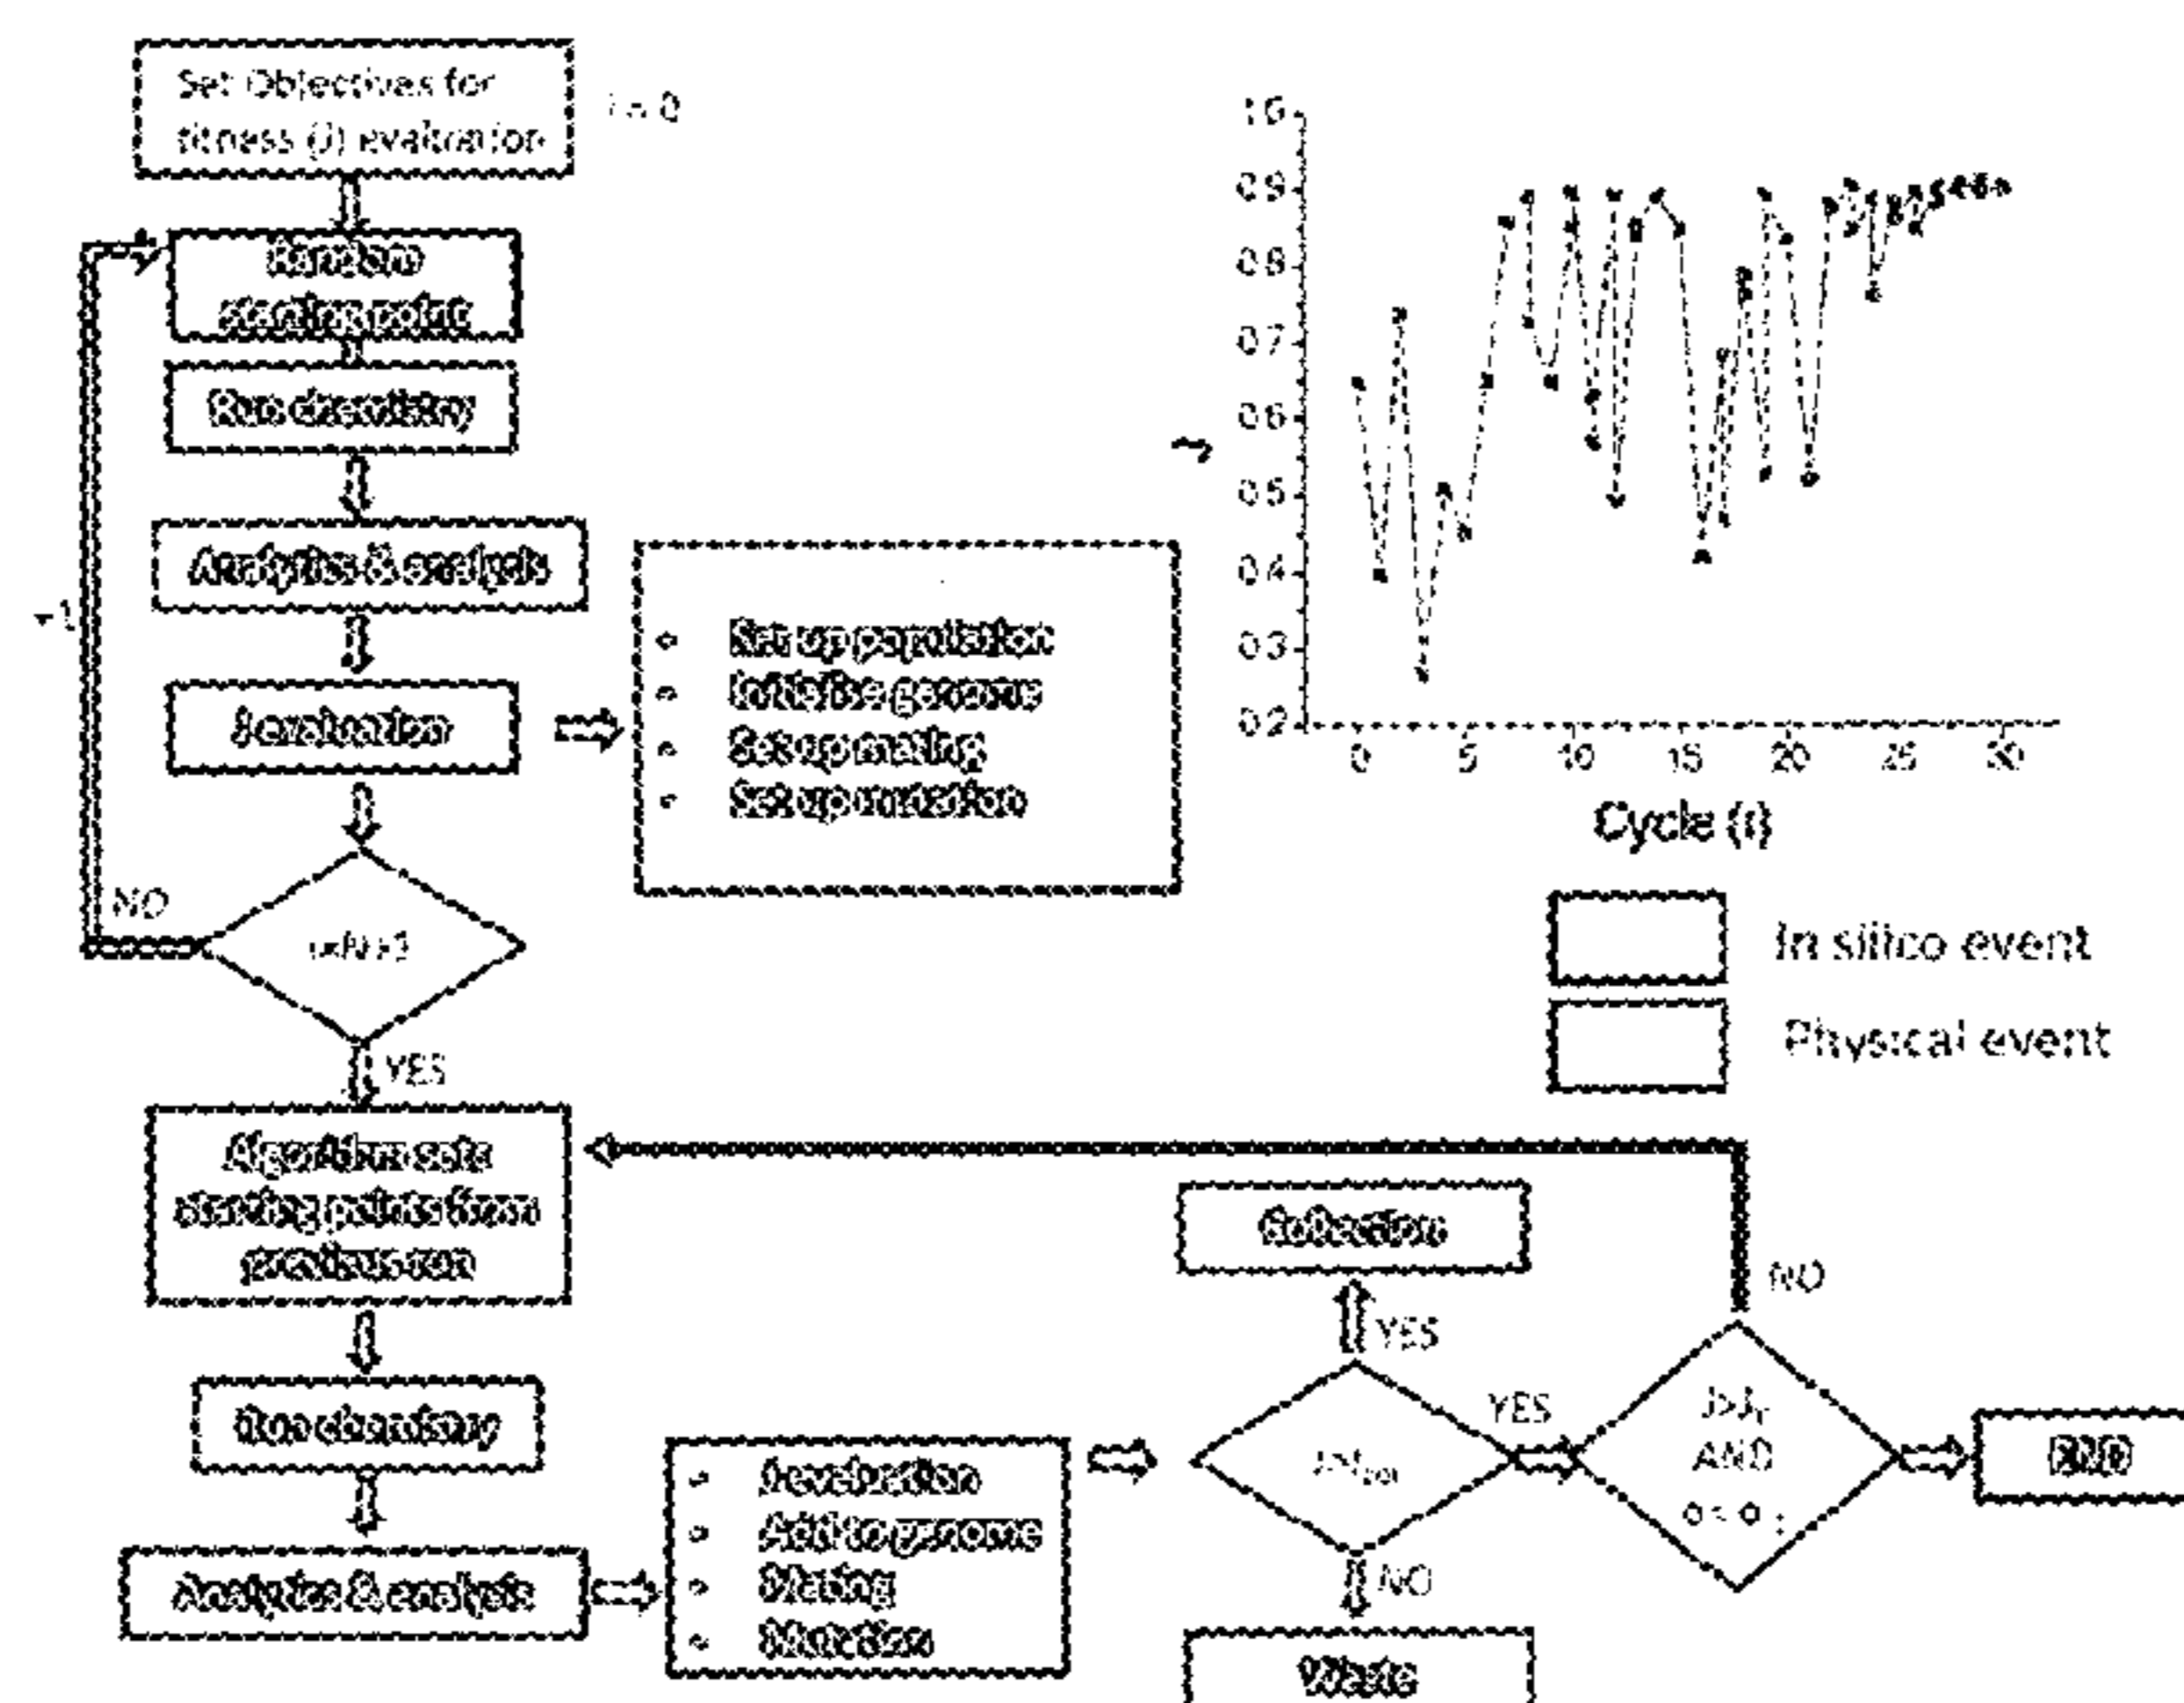 Set Objectives for
fitness (J) evaluation
Random
starting point
Run chemistry
Analytics & analysis
J evaluation
Set up population
Initialise genome
Set up mating
Set up mutation
NO
YES
Algorithm sets
starting points from
previous run
Run chemistry
Analytics & analysis
J evaluation
Add to genome
Mating
Mutation
Collection
YES
YES
NO
Waste
NO
AND
END
1.0
0.9
0.8
0.7
0.6
0.5
0.4
0.3
0.2
0
5
10
15
20
25
30
Cycle (i)
In silico event
Physical event